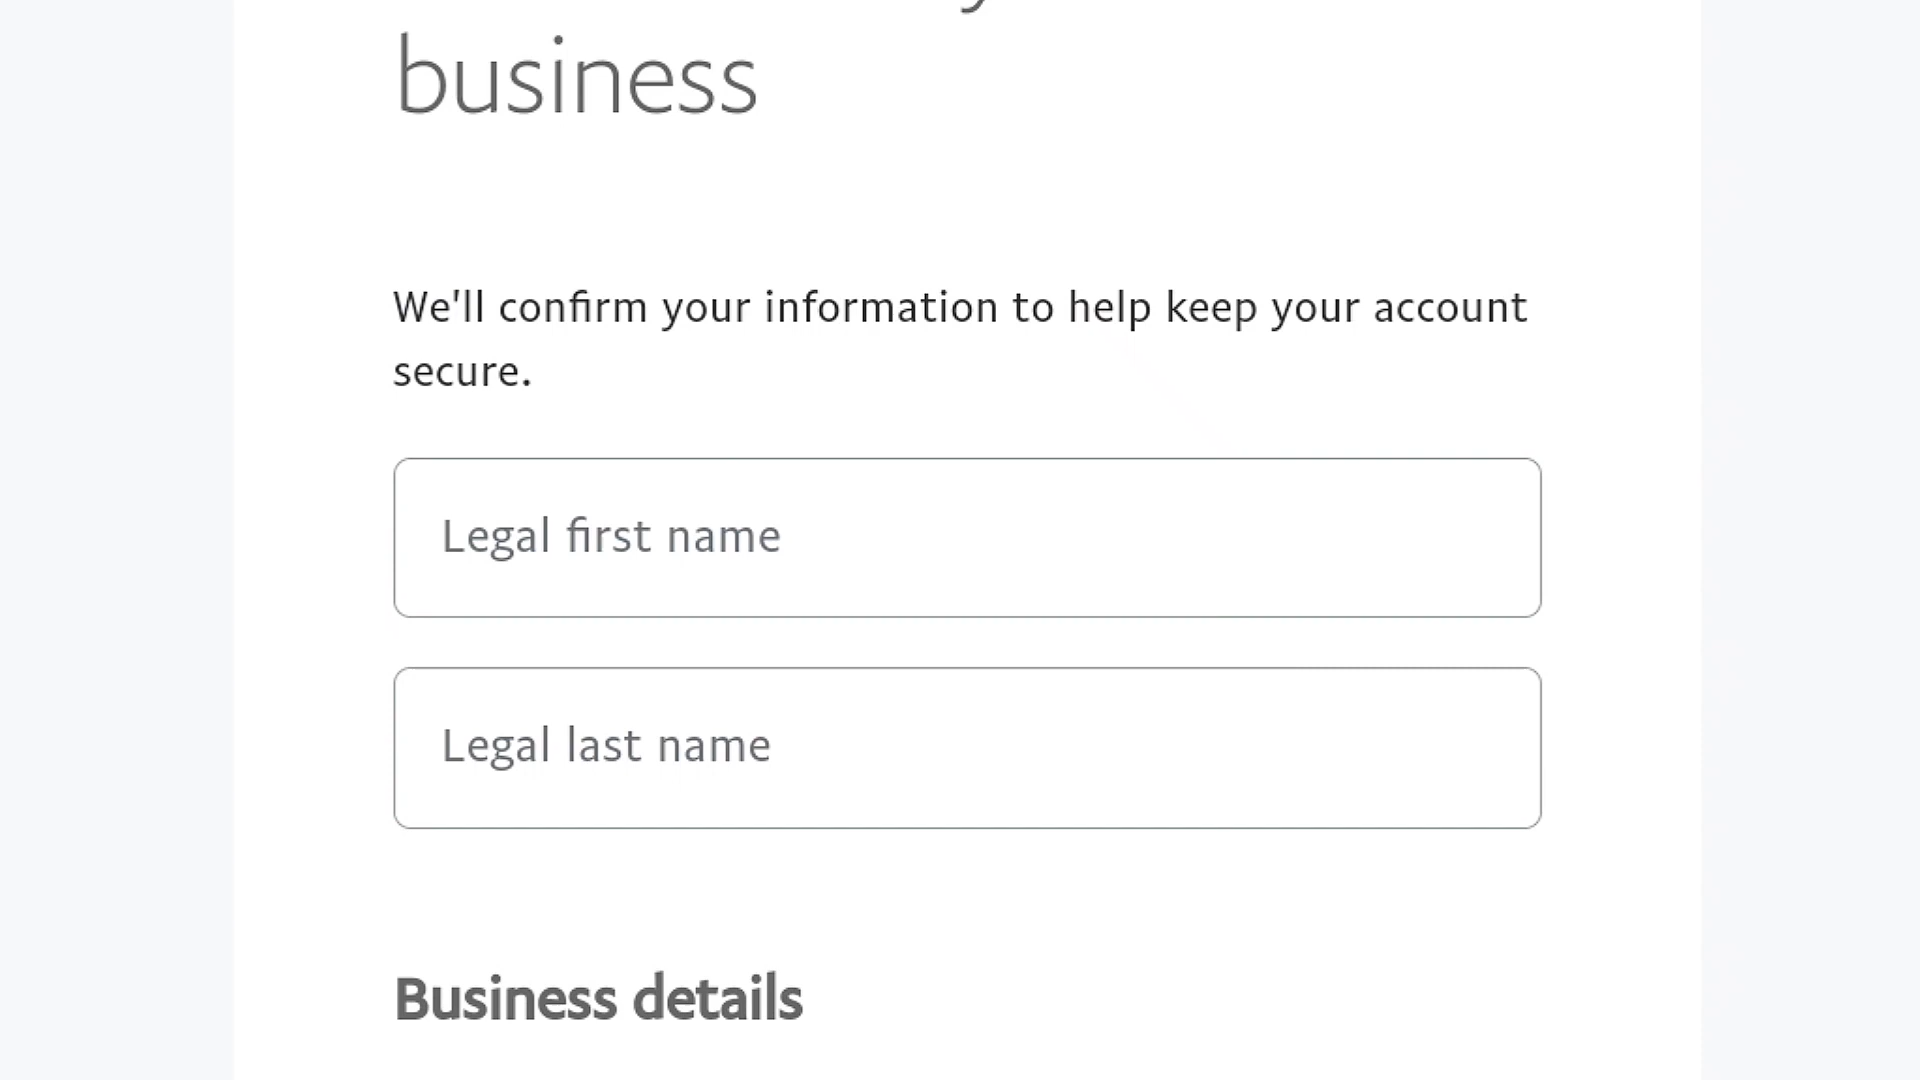 business
We'll confirm your information to help keep your account
secure.
Legal first name
Legal last name
Business details